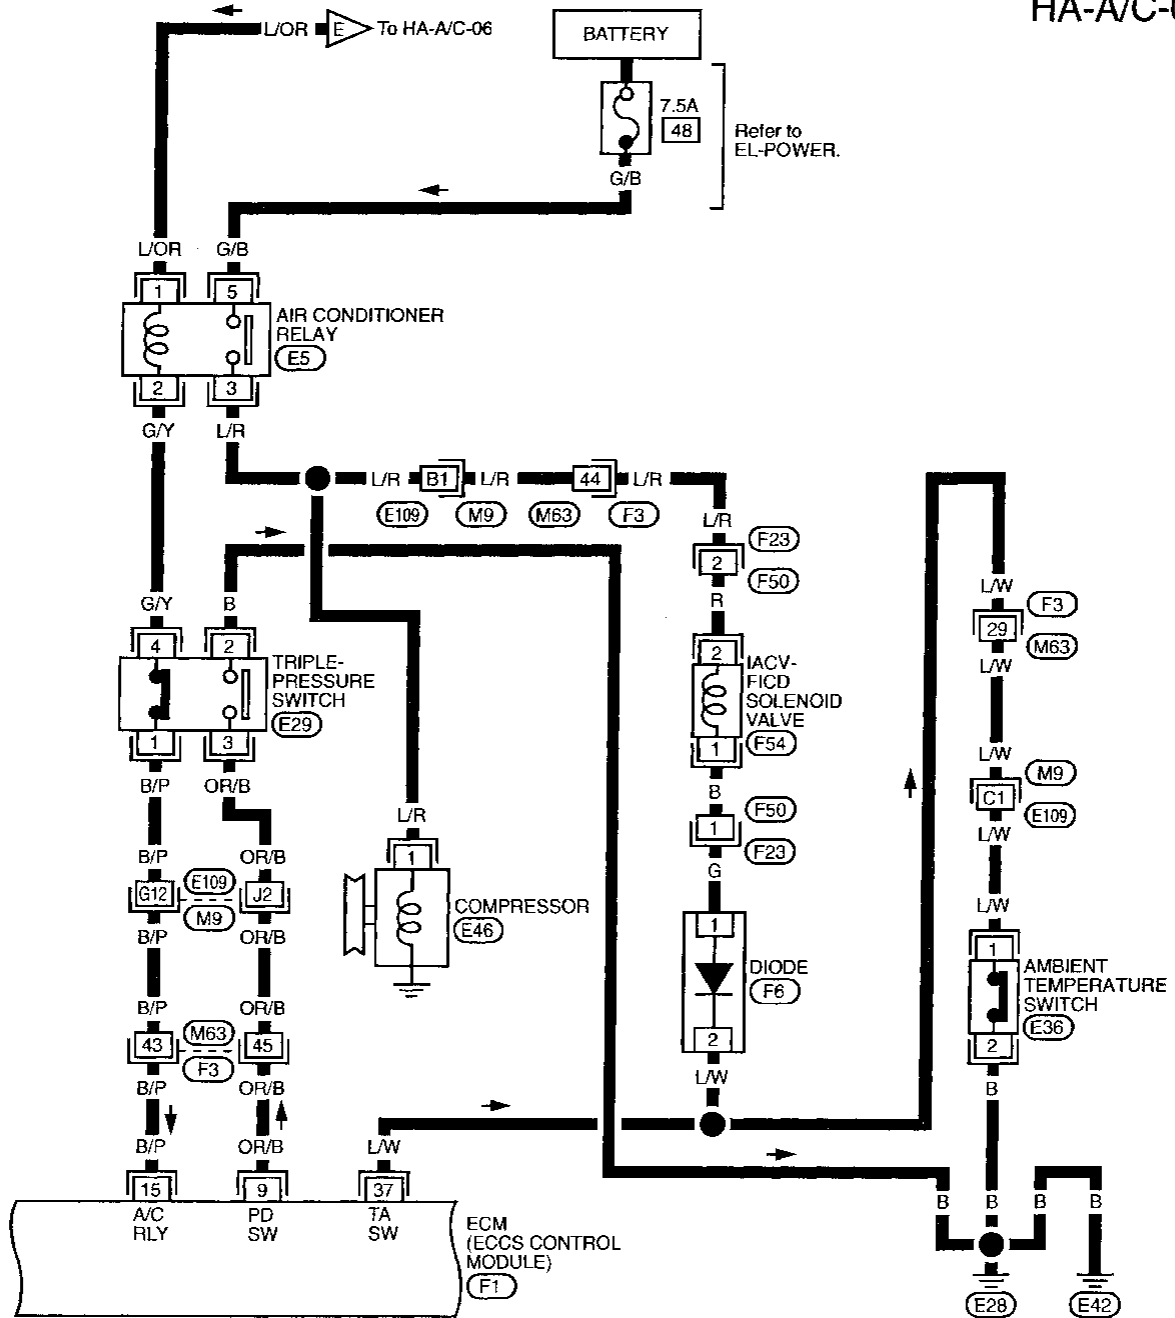 HA-A/C-0
L/OR E To HA-A/C-06
BATTERY
7.5A
48
Refer to
EL-POWER.
G/B
L/OR G/B
1 5
AIR CONDITIONER
RELAY
E5
2 3
G/Y L/R
L/R B1 L/R 44 L/R
E109 M9 M63 F3
L/R
F23
2
F50
R
G/Y B
4 2
TRIPLE-
PRESSURE
SWITCH
E29
1 3
B/P OR/B
2
IACV-
FICD
SOLENOID
VALVE
F54
1
B
F50
1
F23
G
L/W
F3
29
M63
L/W
L/W
M9
C1
E109
L/W
L/W
L/R
1
COMPRESSOR
E46
B/P OR/B
G12 E109 J2
M9
B/P OR/B
B/P OR/B
43 M63 45
F3
B/P OR/B
B/P OR/B L/W
1
DIODE
F6
2
L/W
1
AMBIENT
TEMPERATURE
SWITCH
E36
2
B
15 9 37
A/C PD TA
RLY SW SW
ECM
(ECCS CONTROL
MODULE)
F1
B B B B
E28 E42